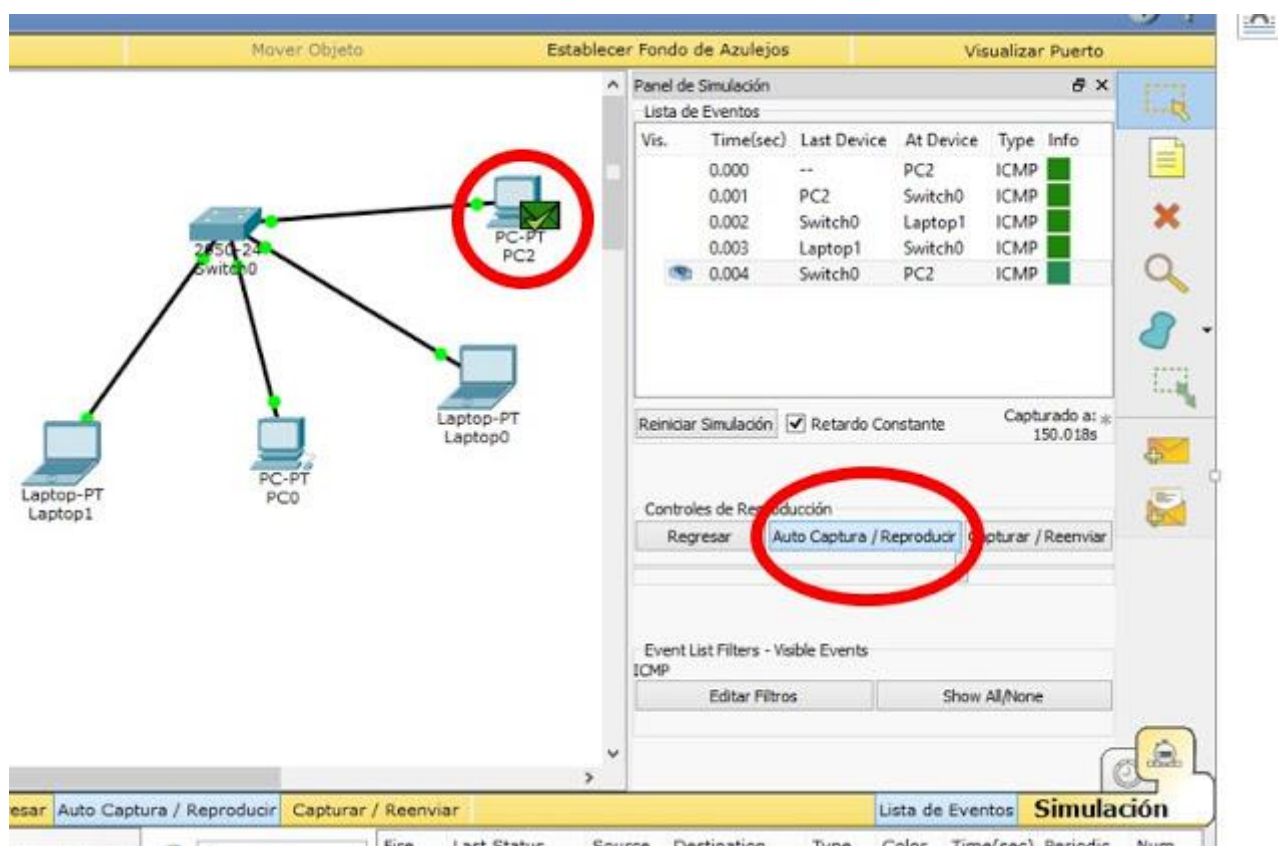 Mover Objeto Establecer Fondo de Azulejos Visualizar Puerto
Panel de Simulación
Lista de Eventos
Vis. Time(sec) Last Device At Device Type Info
0.000 -- PC2 ICMP
0.001 PC2 Switch0 ICMP
0.002 Switch0 Laptop1 ICMP
0.003 Laptop1 Switch0 ICMP
0.004 Switch0 PC2 ICMP
PC-PT
PC2
2950-24
Switch0
Laptop-PT
Laptop0
PC-PT
PC0
Laptop-PT
Laptop1
Reiniciar Simulación Retardo Constante Capturado a: *
150.018s
Controles de Reproducción
Regresar Auto Captura / Reproducir Capturar / Reenviar
Event List Filters - Visible Events
ICMP
Editar Filtros Show All/None
esar Auto Captura / Reproducir Capturar / Reenviar Lista de Eventos Simulación
Fire Last Status Source Destination Type Color Time(sec) Periodic Num